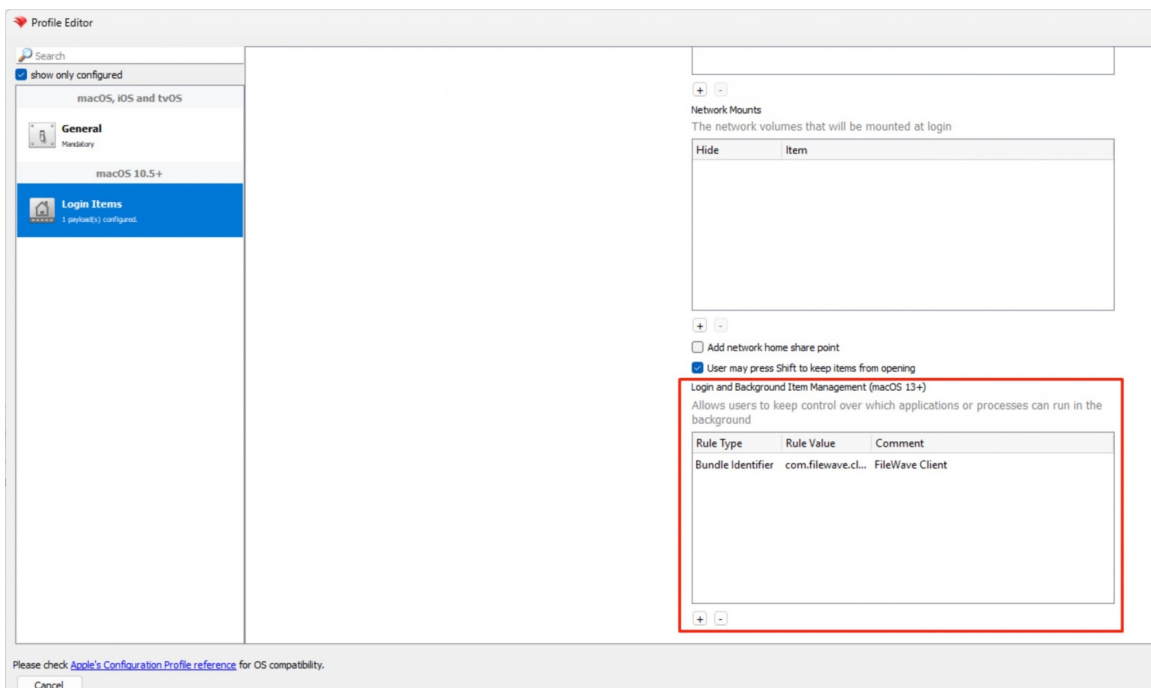 Profile Editor
Search
show only configured
macOS, iOS and tvOS
General
Mandatory
macOS 10.5+
Login Items
1 payload(s) configured.
+ -
Network Mounts
The network volumes that will be mounted at login
Hide Item
+ -
Add network home share point
User may press Shift to keep items from opening
Login and Background Item Management (macOS 13+)
Allows users to keep control over which applications or processes can run in the
background
Rule Type Rule Value Comment
Bundle Identifier com.filewave.cl... FileWave Client
+ -
Please check Apple's Configuration Profile reference for OS compatibility.
Cancel